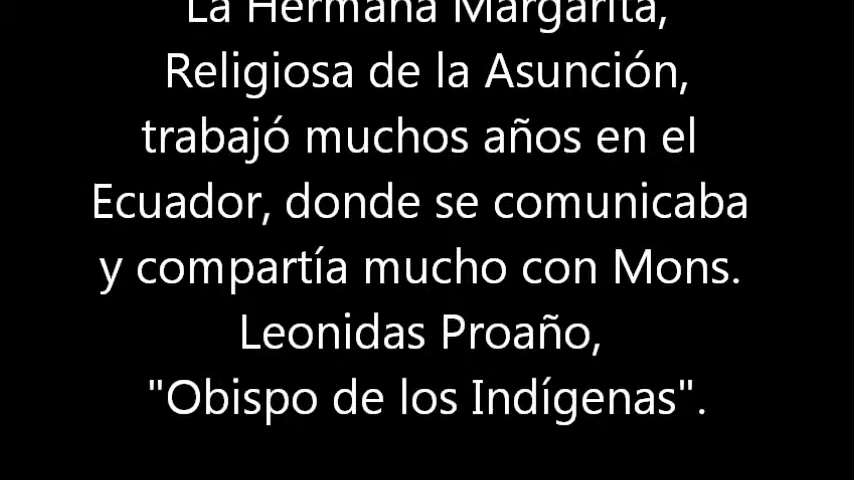 La Hermana Margarita,
Religiosa de la Asunción,
trabajó muchos años en el
Ecuador, donde se comunicaba
y compartía mucho con Mons.
Leonidas Proaño,
"Obispo de los Indígenas".